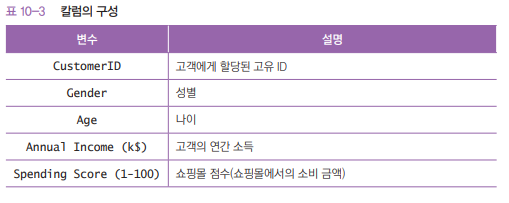 표 10-3 칼럼의 구성
변수 설명
CustomerID 고객에게 할당된 고유 ID
Gender 성별
Age 나이
Annual Income (k$) 고객의 연간 소득
Spending Score (1-100) 쇼핑몰 점수(쇼핑몰에서의 소비 금액)